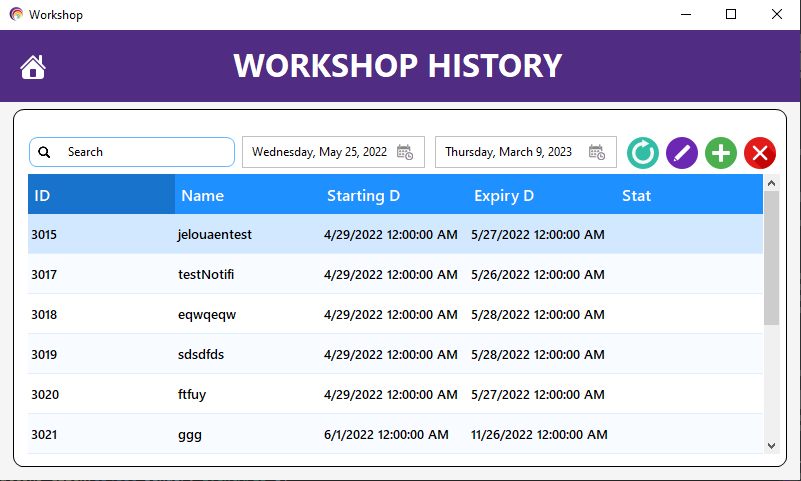 Workshop
WORKSHOP HISTORY
Search
Wednesday, May 25, 2022
Thursday, March 9, 2023
ID Name Starting D Expiry D Stat
3015 jelouaentest 4/29/2022 12:00:00 AM 5/27/2022 12:00:00 AM
3017 testNotifi 4/29/2022 12:00:00 AM 5/26/2022 12:00:00 AM
3018 eqwqeqw 4/29/2022 12:00:00 AM 5/28/2022 12:00:00 AM
3019 sdsdfds 4/29/2022 12:00:00 AM 5/28/2022 12:00:00 AM
3020 ftfuy 4/29/2022 12:00:00 AM 5/27/2022 12:00:00 AM
3021 ggg 6/1/2022 12:00:00 AM 11/26/2022 12:00:00 AM